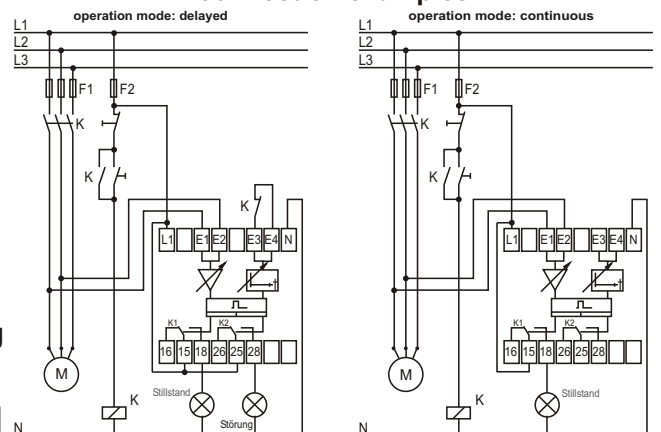 operation mode: delayed
L1
L2
L3
F1
F2
K
K
K
L1
E1
E2
E3
E4
N
K1
K2
16
15
18
26
25
28
M
Stillstand
Störung
K
N
operation mode: continuous
L1
L2
L3
F1
F2
K
K
L1
E1
E2
E3
E4
N
K1
K2
16
15
18
26
25
28
M
Stillstand
K
N